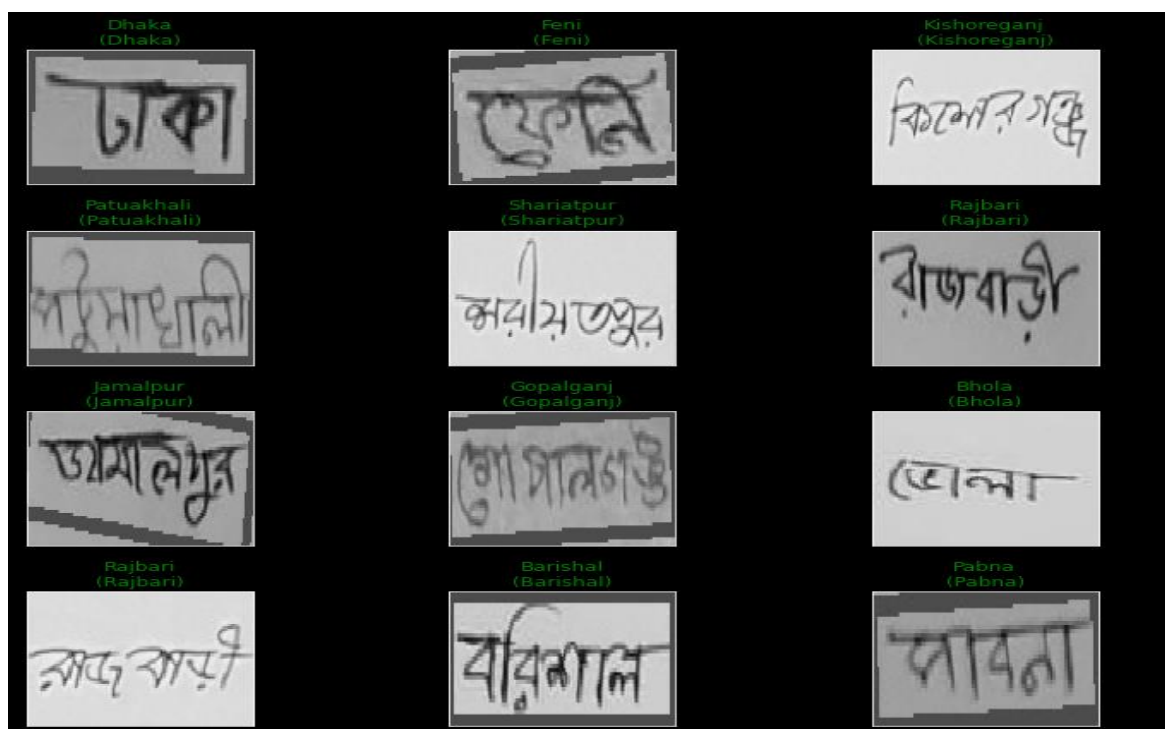 Dhaka Feni Kishoreganj
(Dhaka) (Feni) (Kishoreganj)
ঢাকা ফেনি কিশোরগঞ্জ
Patuakhali Shariatpur Rajbari
(Patuakhali) (Shariatpur) (Rajbari)
পটুয়াখালী শরীয়তপুর রাজবাড়ী
Jamalpur Gopalganj Bhola
(Jamalpur) (Gopalganj) (Bhola)
জামালপুর গোপালগঞ্জ ভোলা
Rajbari Barishal Pabna
(Rajbari) (Barishal) (Pabna)
রাজবাড়ী বরিশাল পাবনা